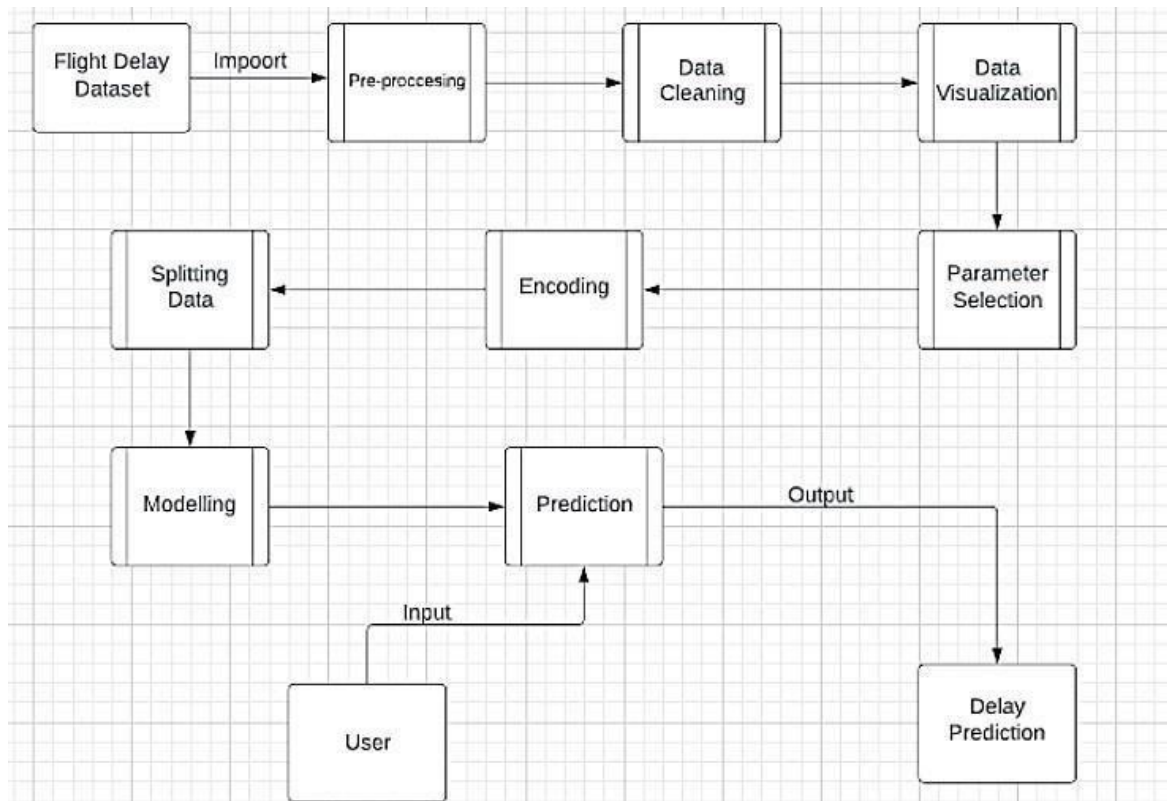 Flight Delay
Dataset
Impoort
Pre-proccesing
Data
Cleaning
Data
Visualization
Splitting
Data
Encoding
Parameter
Selection
Modelling
Prediction
Output
Input
User
Delay
Prediction